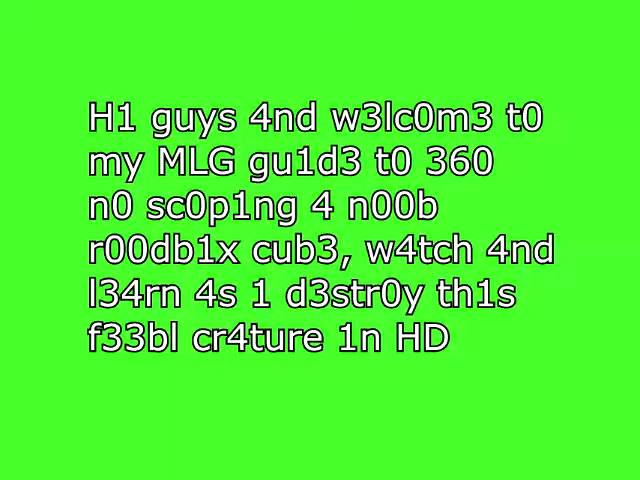 H1 guys 4nd w3lc0m3 t0
my MLG gu1d3 t0 360
n0 sc0p1ng 4 n00b
r00db1x cub3, w4tch 4nd
l34rn 4s 1 d3str0y th1s
f33bl cr4ture 1n HD